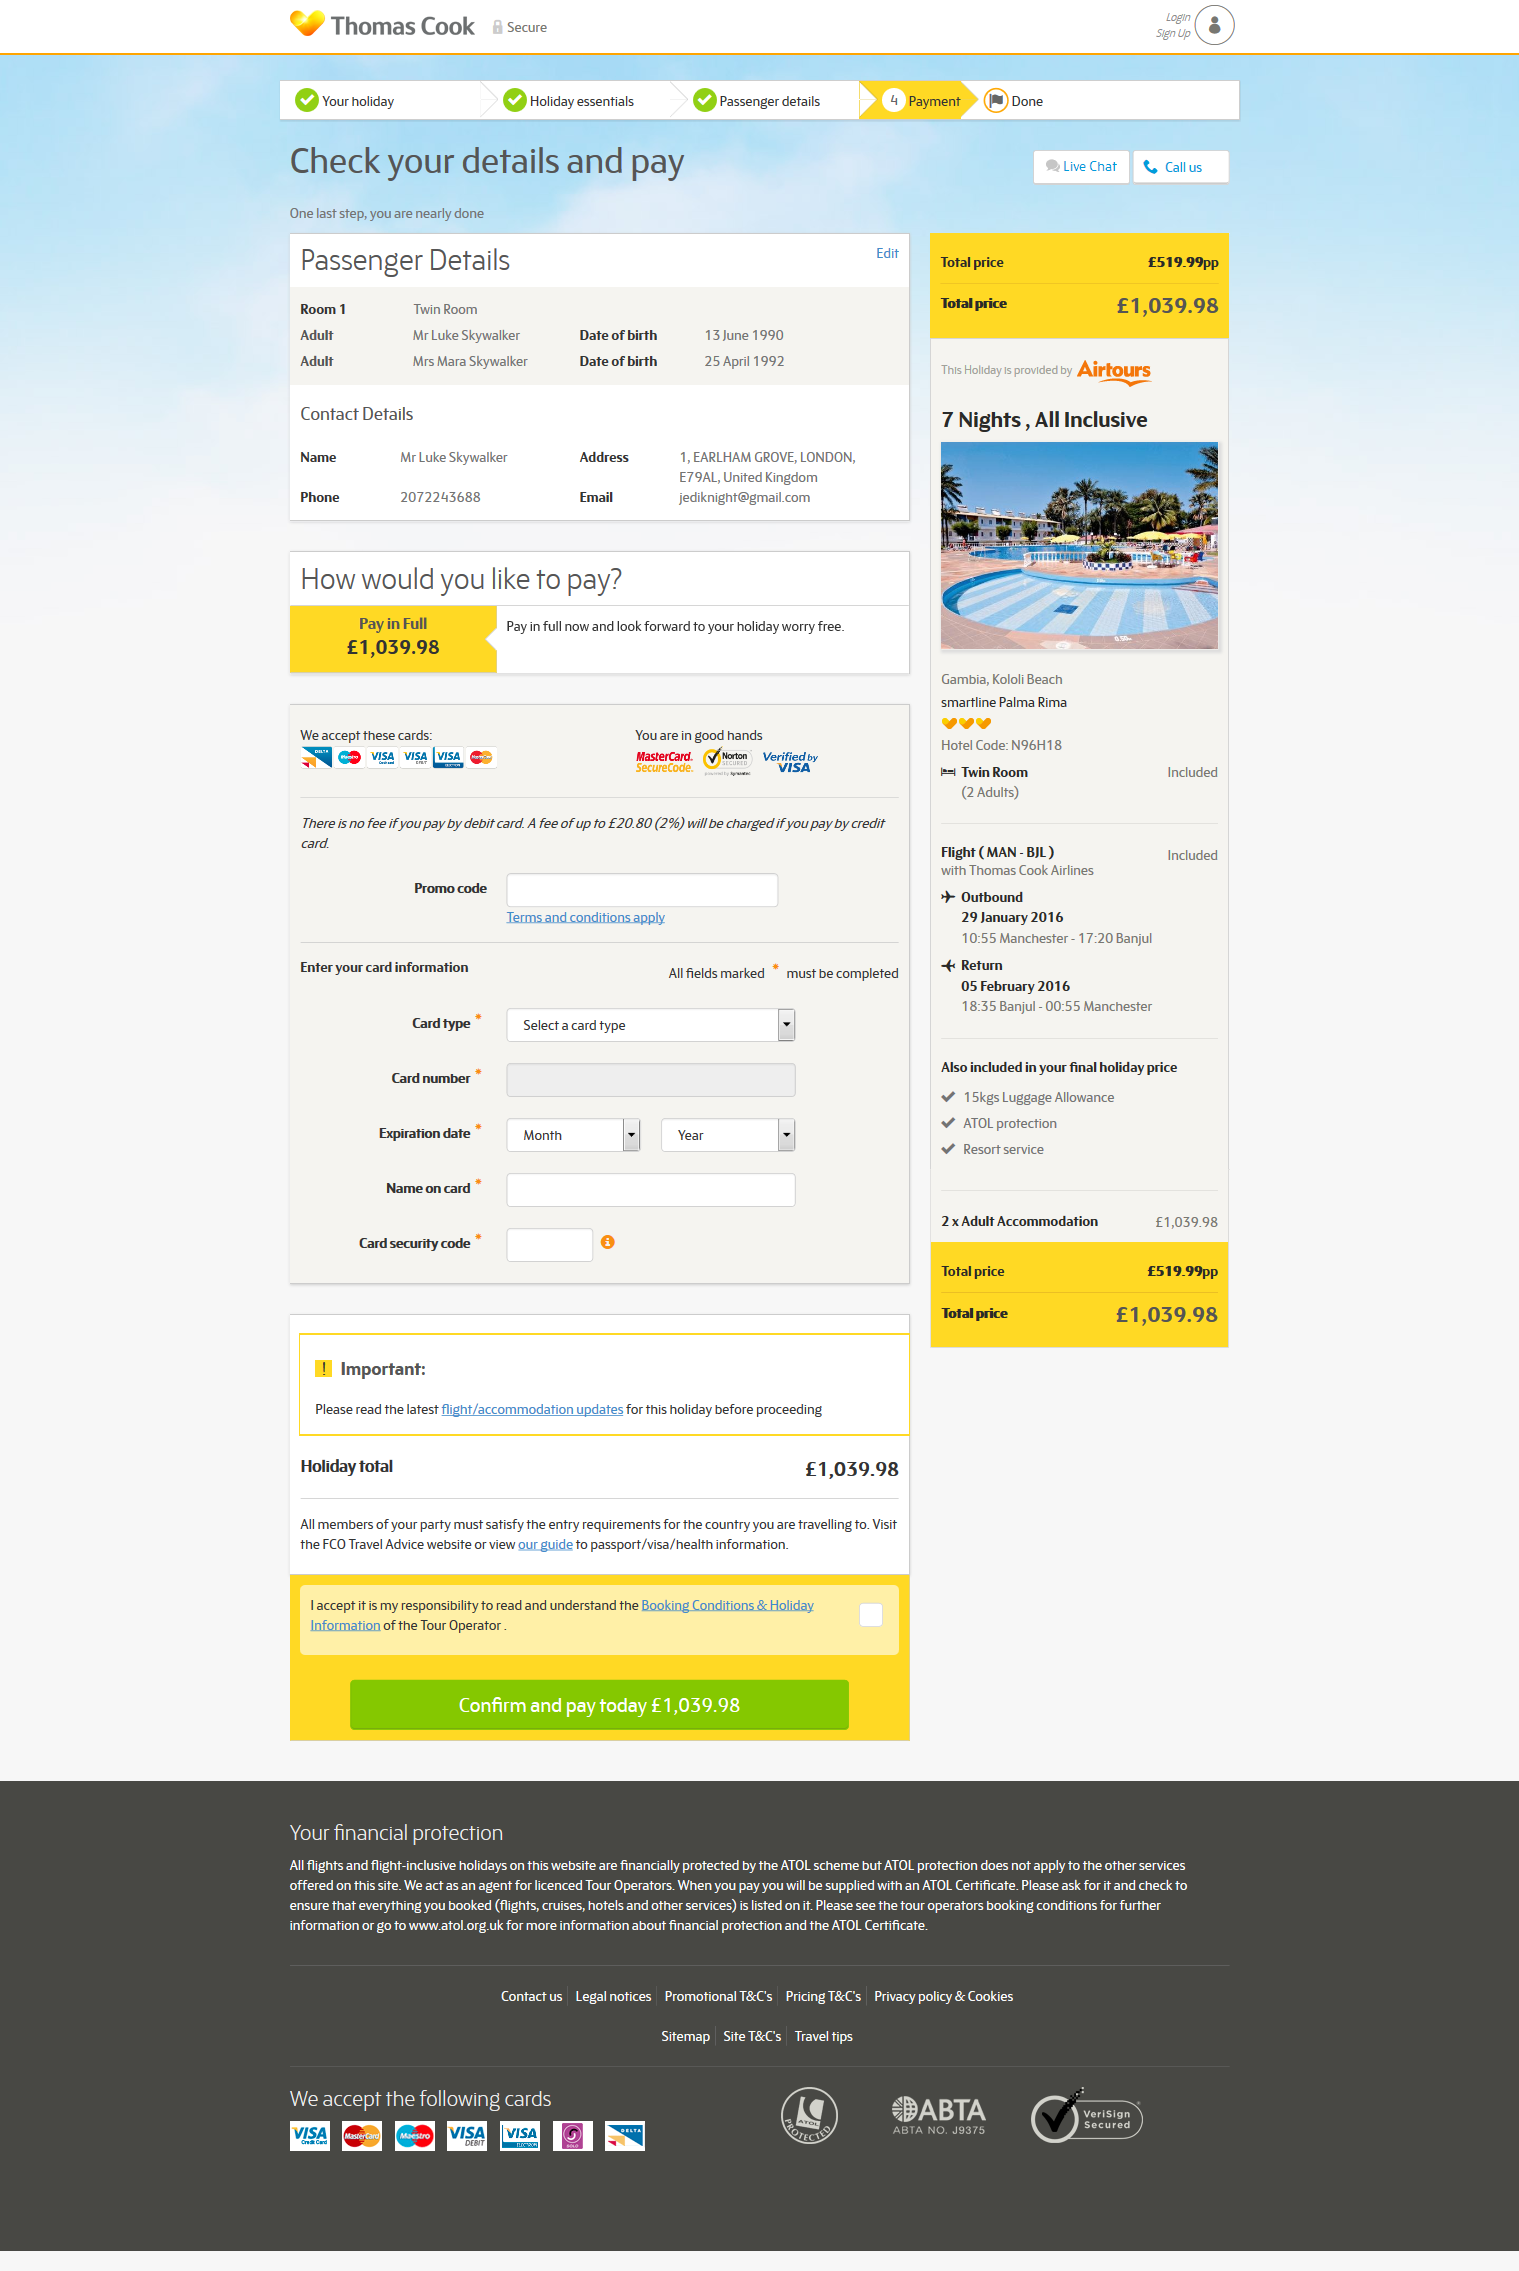 Thomas Cook
Secure
Login
Sign Up
Your holiday
Holiday essentials
Passenger details
4 Payment
Done
Check your details and pay
Live Chat
Call us
One last step, you are nearly done
Passenger Details
Edit
Room 1 Twin Room
Adult Mr Luke Skywalker Date of birth 13 June 1990
Adult Mrs Mara Skywalker Date of birth 25 April 1992
Contact Details
Name Mr Luke Skywalker Address 1, EARLHAM GROVE, LONDON,
E79AL, United Kingdom
Phone 2072243688 Email jediknight@gmail.com
How would you like to pay?
Pay in Full
£1,039.98
Pay in full now and look forward to your holiday worry free.
We accept these cards:
DELTA Maestro VISA VISA DEBIT VISA ELECTRON MasterCard
You are in good hands
MasterCard.
SecureCode.
Norton
SECURED
powered by Symantec
Verified by
VISA
There is no fee if you pay by debit card. A fee of up to £20.80 (2%) will be charged if you pay by credit
card.
Promo code
Terms and conditions apply
Enter your card information
All fields marked * must be completed
Card type *
Select a card type
Card number *
Expiration date *
Month
Year
Name on card *
Card security code *
! Important:
Please read the latest flight/accommodation updates for this holiday before proceeding
Holiday total £1,039.98
All members of your party must satisfy the entry requirements for the country you are travelling to. Visit
the FCO Travel Advice website or view our guide to passport/visa/health information.
I accept it is my responsibility to read and understand the Booking Conditions & Holiday
Information of the Tour Operator .
Confirm and pay today £1,039.98
Total price £519.99pp
Total price £1,039.98
This Holiday is provided by Airtours
7 Nights , All Inclusive
Gambia, Kololi Beach
smartline Palma Rima
Hotel Code: N96H18
Twin Room Included
(2 Adults)
Flight ( MAN - BJL ) Included
with Thomas Cook Airlines
Outbound
29 January 2016
10:55 Manchester - 17:20 Banjul
Return
05 February 2016
18:35 Banjul - 00:55 Manchester
Also included in your final holiday price
15kgs Luggage Allowance
ATOL protection
Resort service
2 x Adult Accommodation £1,039.98
Total price £519.99pp
Total price £1,039.98
Your financial protection
All flights and flight-inclusive holidays on this website are financially protected by the ATOL scheme but ATOL protection does not apply to the other services
offered on this site. We act as an agent for licenced Tour Operators. When you pay you will be supplied with an ATOL Certificate. Please ask for it and check to
ensure that everything you booked (flights, cruises, hotels and other services) is listed on it. Please see the tour operators booking conditions for further
information or go to www.atol.org.uk for more information about financial protection and the ATOL Certificate.
Contact us
Legal notices
Promotional T&C's
Pricing T&C's
Privacy policy & Cookies
Sitemap
Site T&C's
Travel tips
We accept the following cards
VISA Credit Card
MasterCard
Maestro
VISA DEBIT
VISA ELECTRON
SOLO
DELTA
ATOL
PROTECTED
ABTA
ABTA NO. J9375
VeriSign
Secured